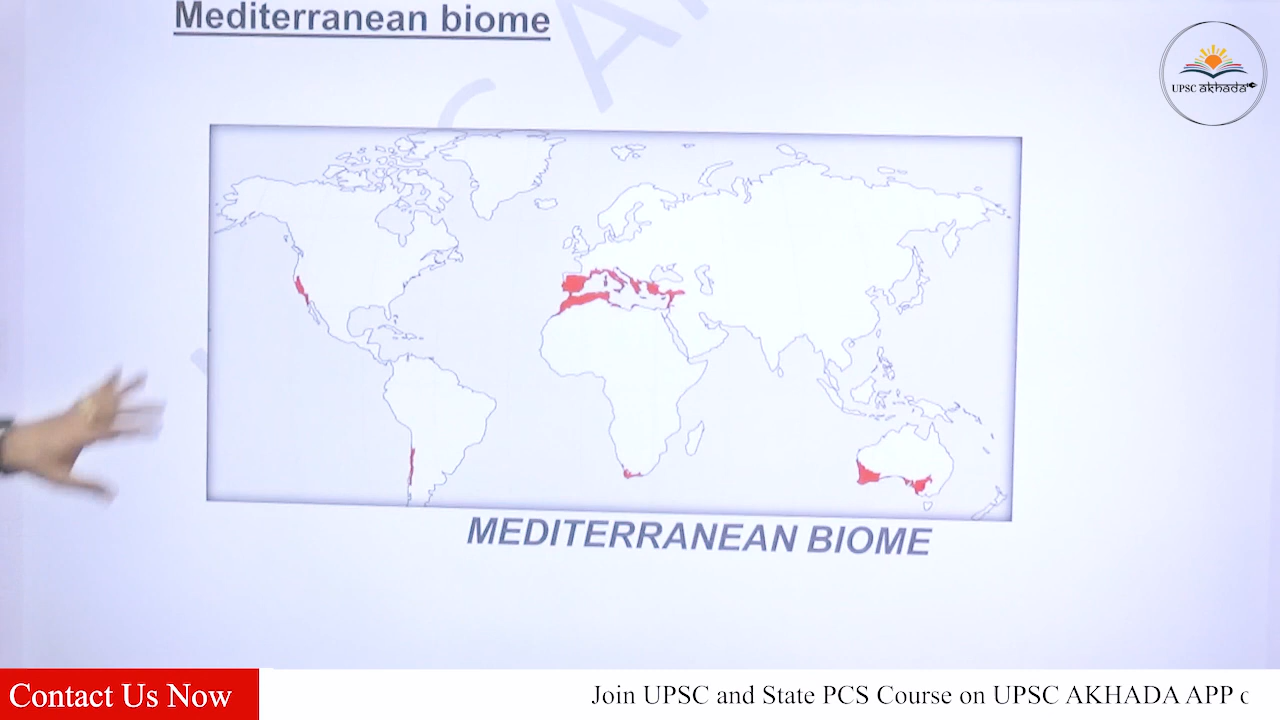 Mediterranean biome
UPSC akhada
MEDITERRANEAN BIOME
Contact Us Now
Join UPSC and State PCS Course on UPSC AKHADA APP